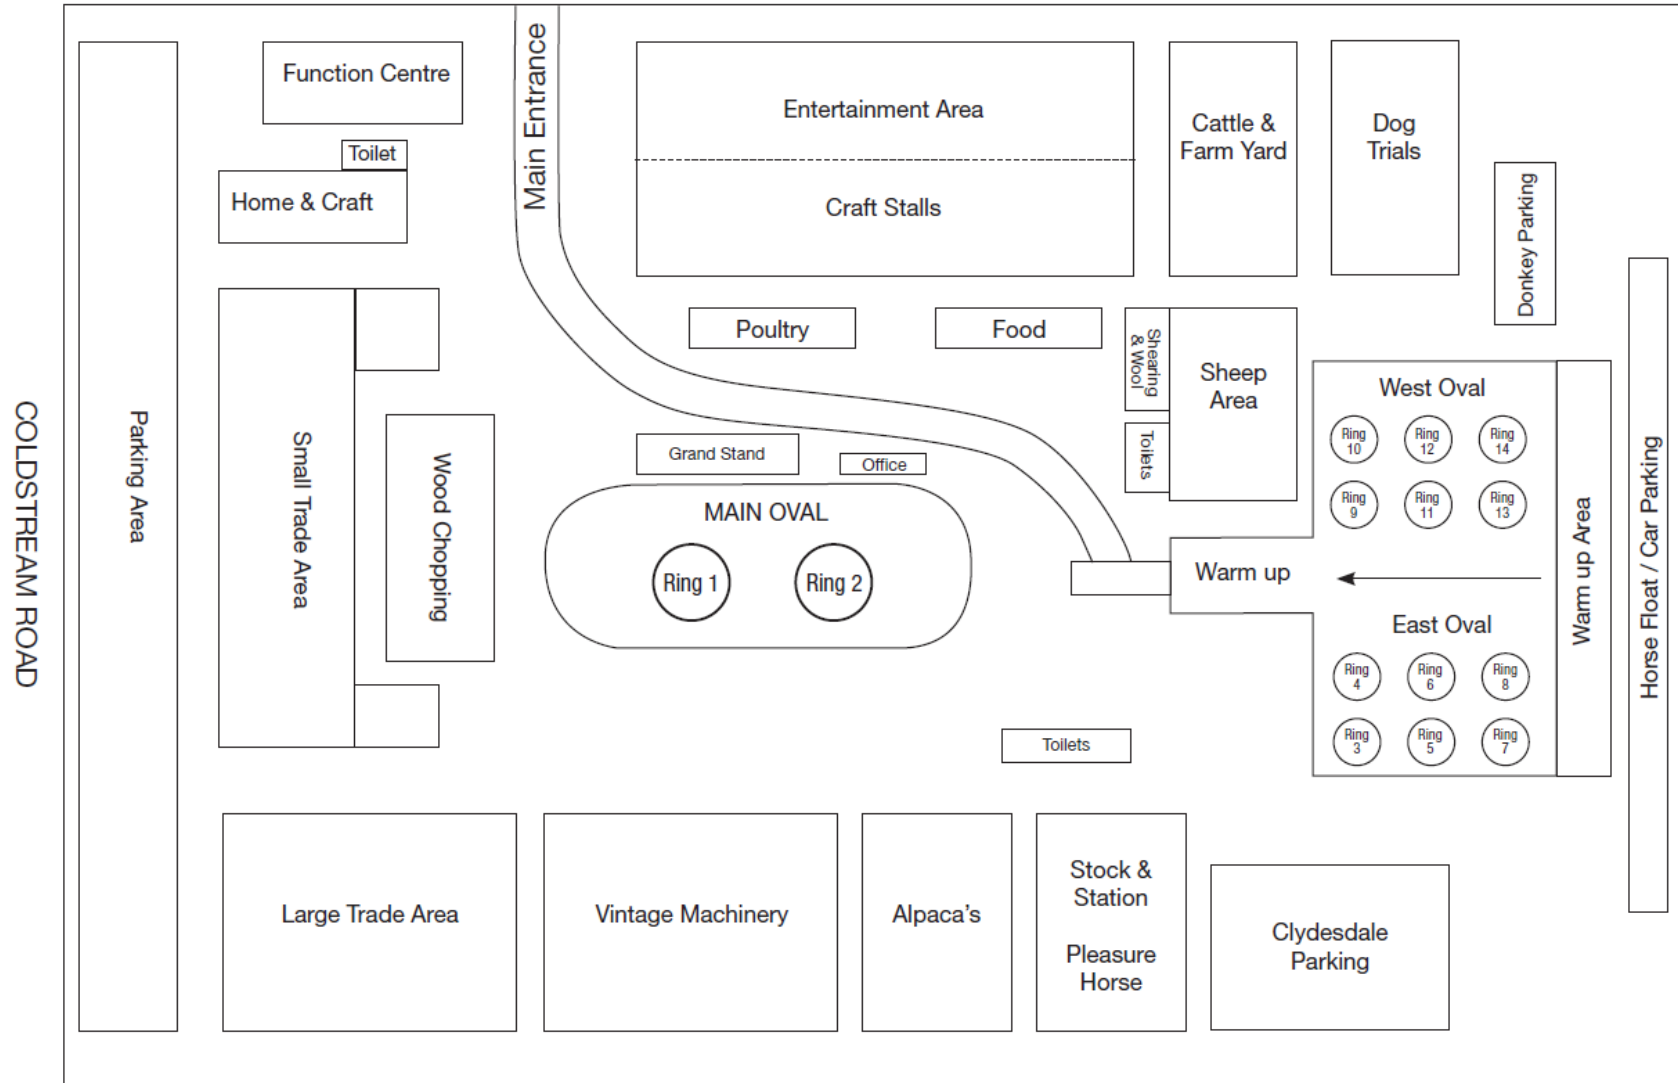 Main Entrance
Function Centre
Toilet
Home & Craft
Entertainment Area
Craft Stalls
Cattle &
Farm Yard
Dog
Trials
Donkey Parking
Poultry
Food
Shearing
& Wool
Sheep
Area
Toilets
West Oval
Ring
10
Ring
12
Ring
14
Ring
9
Ring
11
Ring
13
COLDSTREAM ROAD
Parking Area
Small Trade Area
Wood Chopping
Grand Stand
Office
MAIN OVAL
Ring 1
Ring 2
Warm up
East Oval
Ring
4
Ring
6
Ring
8
Ring
3
Ring
5
Ring
7
Warm up Area
Horse Float / Car Parking
Toilets
Large Trade Area
Vintage Machinery
Alpaca's
Stock &
Station
Pleasure
Horse
Clydesdale
Parking